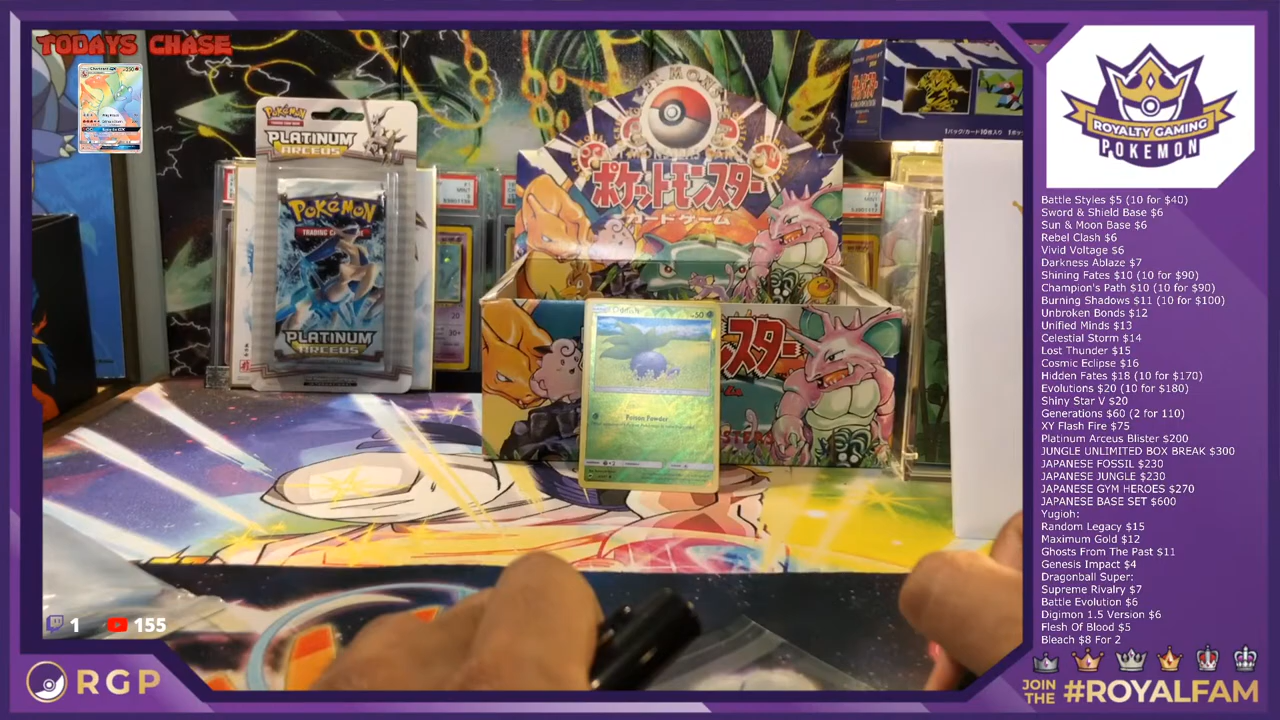 TODAYS CHASE
Pokémon
PLATINUM
ARCEUS
POKéMON
PLATINUM
ARCEUS
ポケットモンスター
カードゲーム
スター
Oddish
50
Poison Powder
20
30+
MINT
ROYALTY GAMING
POKEMON
Battle Styles $5 (10 for $40)
Sword & Shield Base $6
Sun & Moon Base $6
Rebel Clash $6
Vivid Voltage $6
Darkness Ablaze $7
Shining Fates $10 (10 for $90)
Champion's Path $10 (10 for $90)
Burning Shadows $11 (10 for $100)
Unbroken Bonds $12
Unified Minds $13
Celestial Storm $14
Lost Thunder $15
Cosmic Eclipse $16
Hidden Fates $18 (10 for $170)
Evolutions $20 (10 for $180)
Shiny Star V $20
Generations $60 (2 for 110)
XY Flash Fire $75
Platinum Arceus Blister $200
JUNGLE UNLIMITED BOX BREAK $300
JAPANESE FOSSIL $230
JAPANESE JUNGLE $230
JAPANESE GYM HEROES $270
JAPANESE BASE SET $600
Yugioh:
Random Legacy $15
Maximum Gold $12
Ghosts From The Past $11
Genesis Impact $4
Dragonball Super:
Supreme Rivalry $7
Battle Evolution $6
Digimon 1.5 Version $6
Flesh Of Blood $5
Bleach $8 For 2
1
155
RGP
JOIN
THE #ROYALFAM